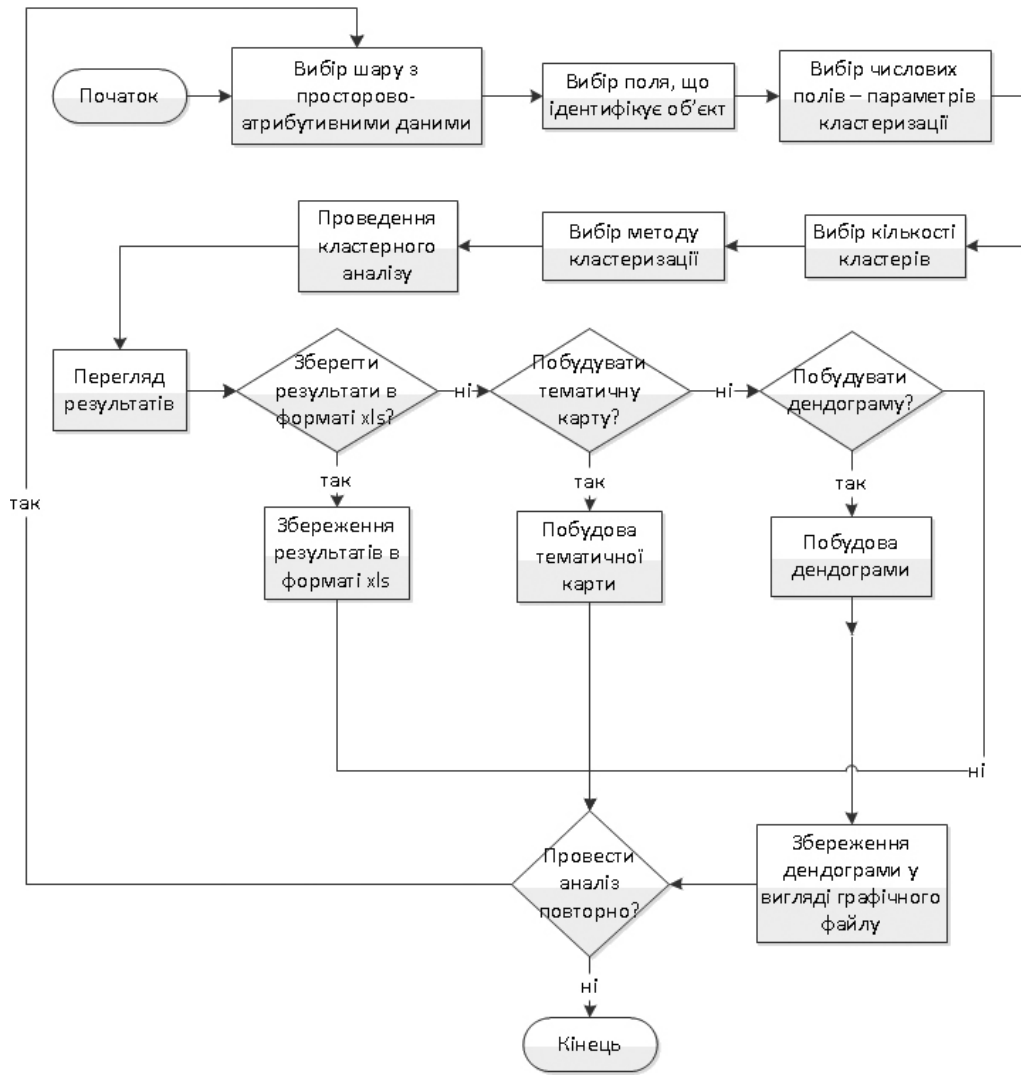 Початок
Вибір шару з
просторово-
атрибутивними даними
Вибір поля, що
ідентифікує об’єкт
Вибір числових
полів – параметрів
кластеризації
Проведення
кластерного
аналізу
Вибір методу
кластеризації
Вибір кількості
кластерів
Перегляд
результатів
Зберегти
результати в
форматі xls?
ні
Побудувати
тематичну
карту?
ні
Побудувати
дендограму?
так
так
так
так
Збереження
результатів в
форматі xls
Побудова
тематичної
карти
Побудова
дендограми
ні
Провести
аналіз
повторно?
Збереження
дендограми у
вигляді графічного
файлу
ні
Кінець